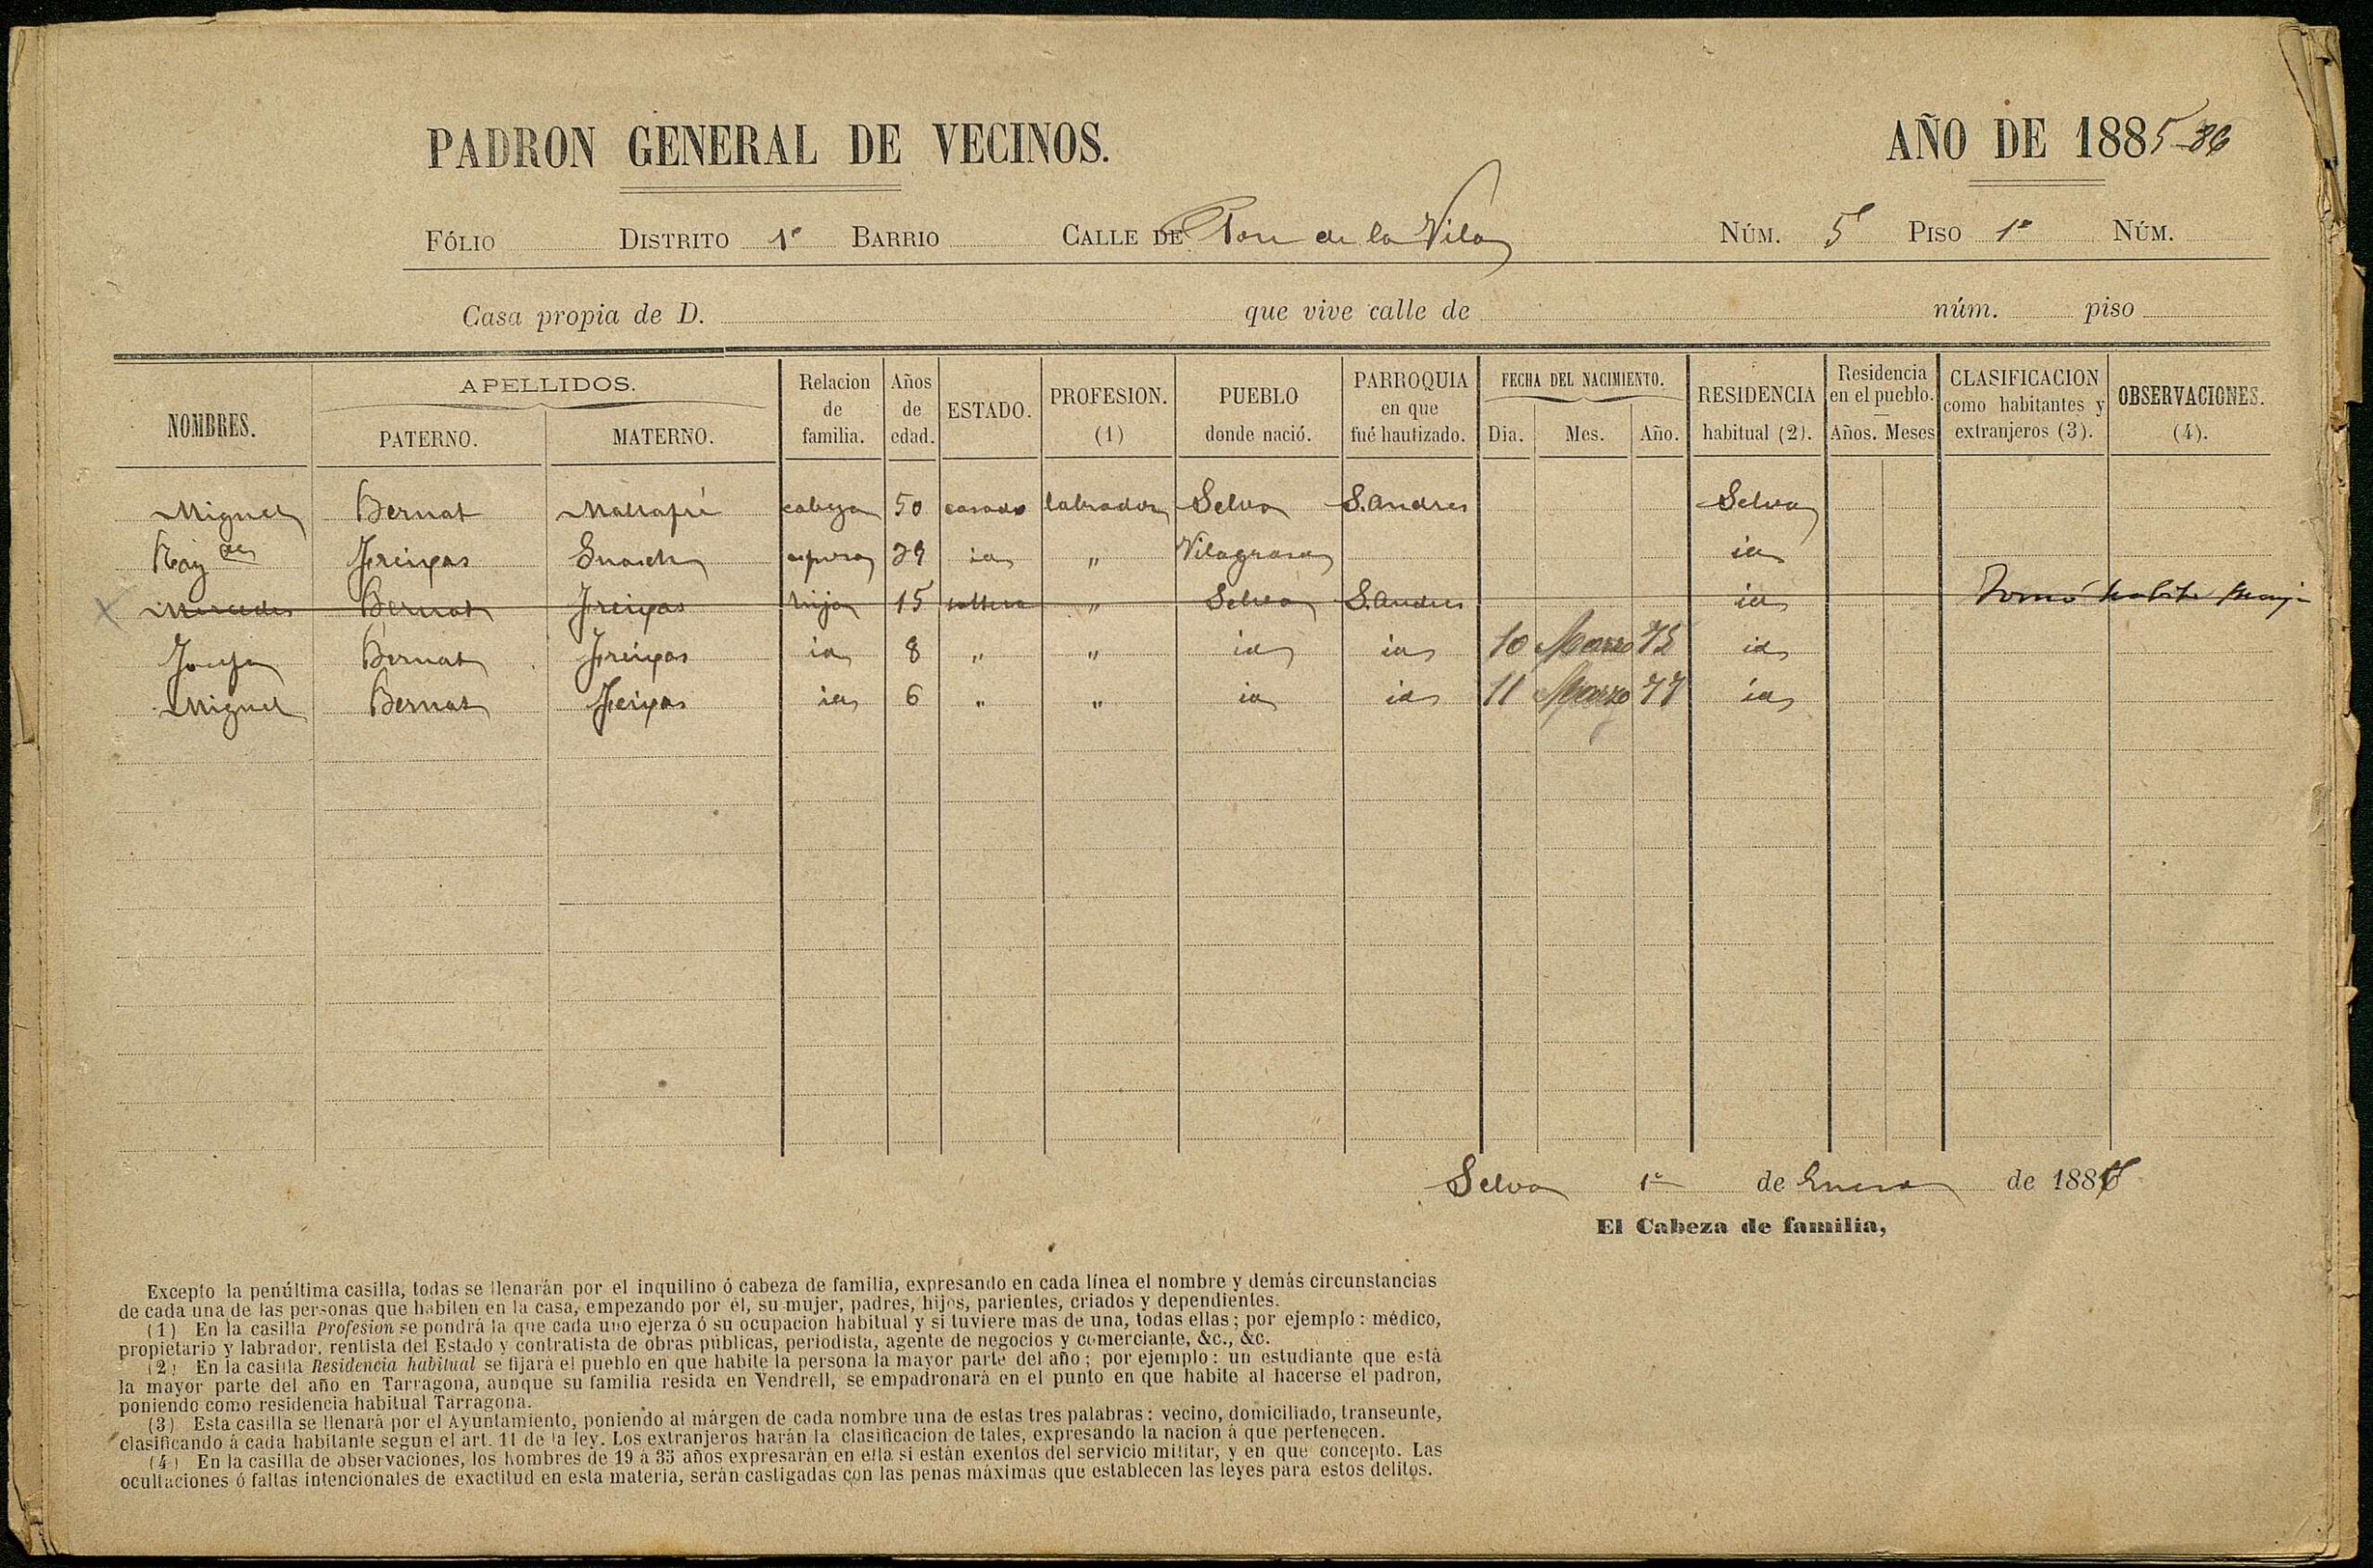 PADRON GENERAL DE VECINOS. AÑO DE 1885-86
FÓLIO DISTRITO 1º BARRIO CALLE DE de la Vila NÚM. 5 PISO 1º NÚM.
Casa propia de D. que vive calle de núm. piso
NOMBRES. APELLIDOS. PATERNO. MATERNO. Relacion de familia. Años de edad. ESTADO. PROFESION. (1) PUEBLO donde nació. PARROQUIA en que fué bautizado. FECHA DEL NACIMIENTO. Dia. Mes. Año. RESIDENCIA habitual (2). Residencia en el pueblo. Años. Meses CLASIFICACION como habitantes y extranjeros (3). OBSERVACIONES. (4).
Miguel Bernat Mallafré cabeza 50 casado labrador Selva S. Andres Selva
Freixas Guasch esposa id " Vilagrasa id
Mercedes Bernat Freixas hija 15 soltera " Selva S. Andres id Tomó habito Monja
Josefa Bernat Freixas id 8 " " id id 10 Marzo 75 id
Miguel Bernat Freixas id 6 " " id id 11 Marzo 77 id
Selva 1º de Enero de 1886
El Cabeza de familia,
Excepto la penúltima casilla, todas se llenarán por el inquilino ó cabeza de familia, expresando en cada línea el nombre y demás circunstancias
de cada una de las personas que habiten en la casa, empezando por él, su mujer, padres, hijos, parientes, criados y dependientes.
(1) En la casilla Profesion se pondrá la que cada uno ejerza ó su ocupacion habitual y si tuviere mas de una, todas ellas; por ejemplo: médico,
propietario y labrador, rentista del Estado y contratista de obras públicas, periodista, agente de negocios y comerciante, &c., &c.
(2) En la casilla Residencia habitual se fijará el pueblo en que habite la persona la mayor parte del año; por ejemplo: un estudiante que está
la mayor parte del año en Tarragona, aunque su familia resida en Vendrell, se empadronará en el punto en que habite al hacerse el padron,
poniendo como residencia habitual Tarragona.
(3) Esta casilla se llenará por el Ayuntamiento, poniendo al márgen de cada nombre una de estas tres palabras: vecino, domiciliado, transeunte,
clasificando á cada habitante segun el art. 11 de la ley. Los extranjeros harán la clasificacion de tales, expresando la nacion á que pertenecen.
(4) En la casilla de observaciones, los hombres de 19 á 35 años expresarán en ella si están exentos del servicio militar, y en que concepto. Las
ocultaciones ó faltas intencionales de exactitud en esta materia, serán castigadas con las penas máximas que establecen las leyes para estos delitos.